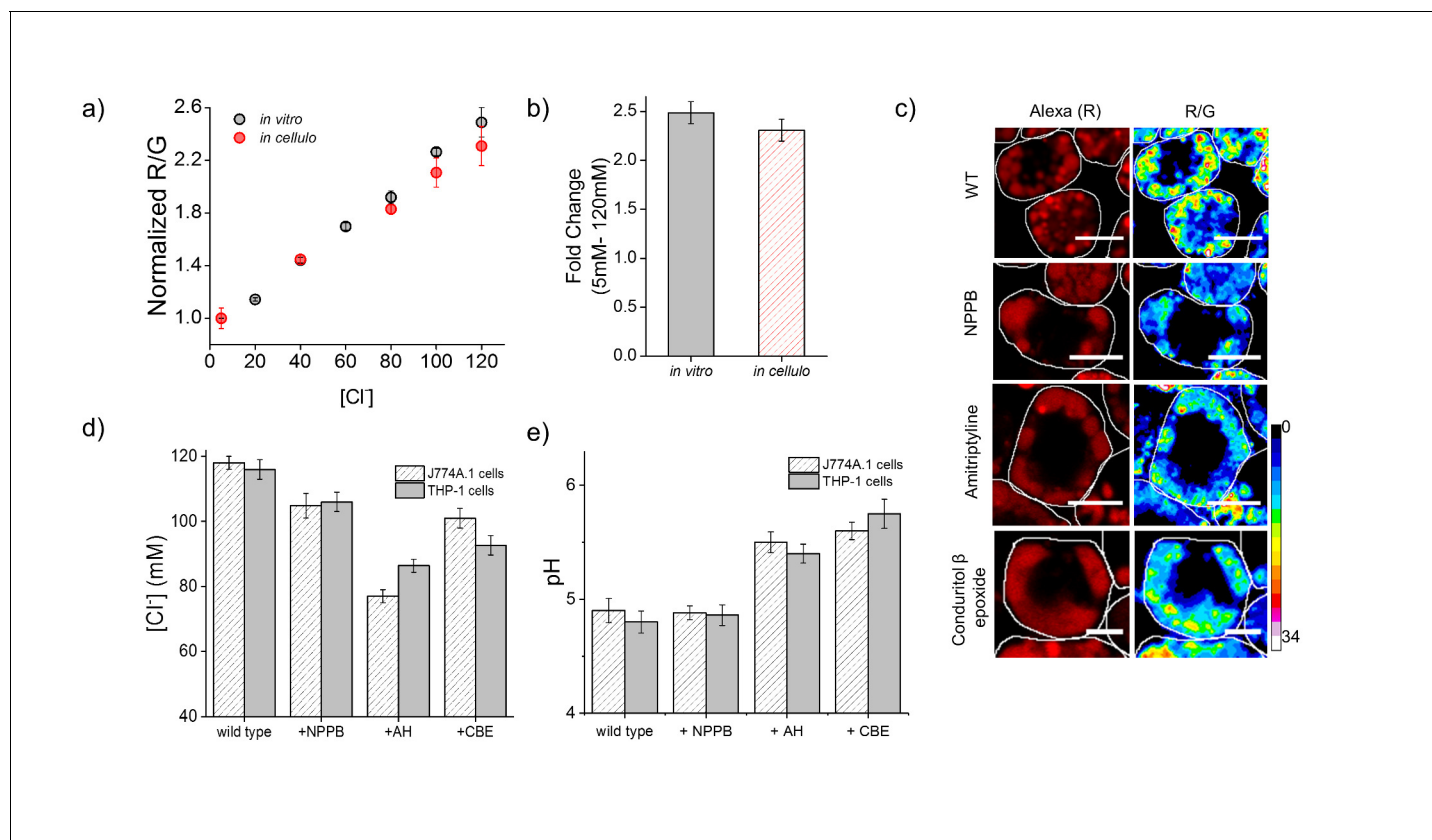 a)
Normalized R/G
2.6
2.2
1.8
1.4
1.0
in vitro
in cellulo
0
20
40
60
80
100
120
[Cl-]
b)
Fold Change
(5mM- 120mM)
2.5
2.0
1.5
1.0
0.5
0.0
in vitro
in cellulo
c)
Alexa (R)
R/G
WT
NPPB
Amitriptyline
Conduritol β
epoxide
0
34
d)
[Cl-] (mM)
120
100
80
60
40
J774A.1 cells
THP-1 cells
wild type
+NPPB
+AH
+CBE
e)
pH
6
5
4
J774A.1 cells
THP-1 cells
wild type
+ NPPB
+ AH
+ CBE